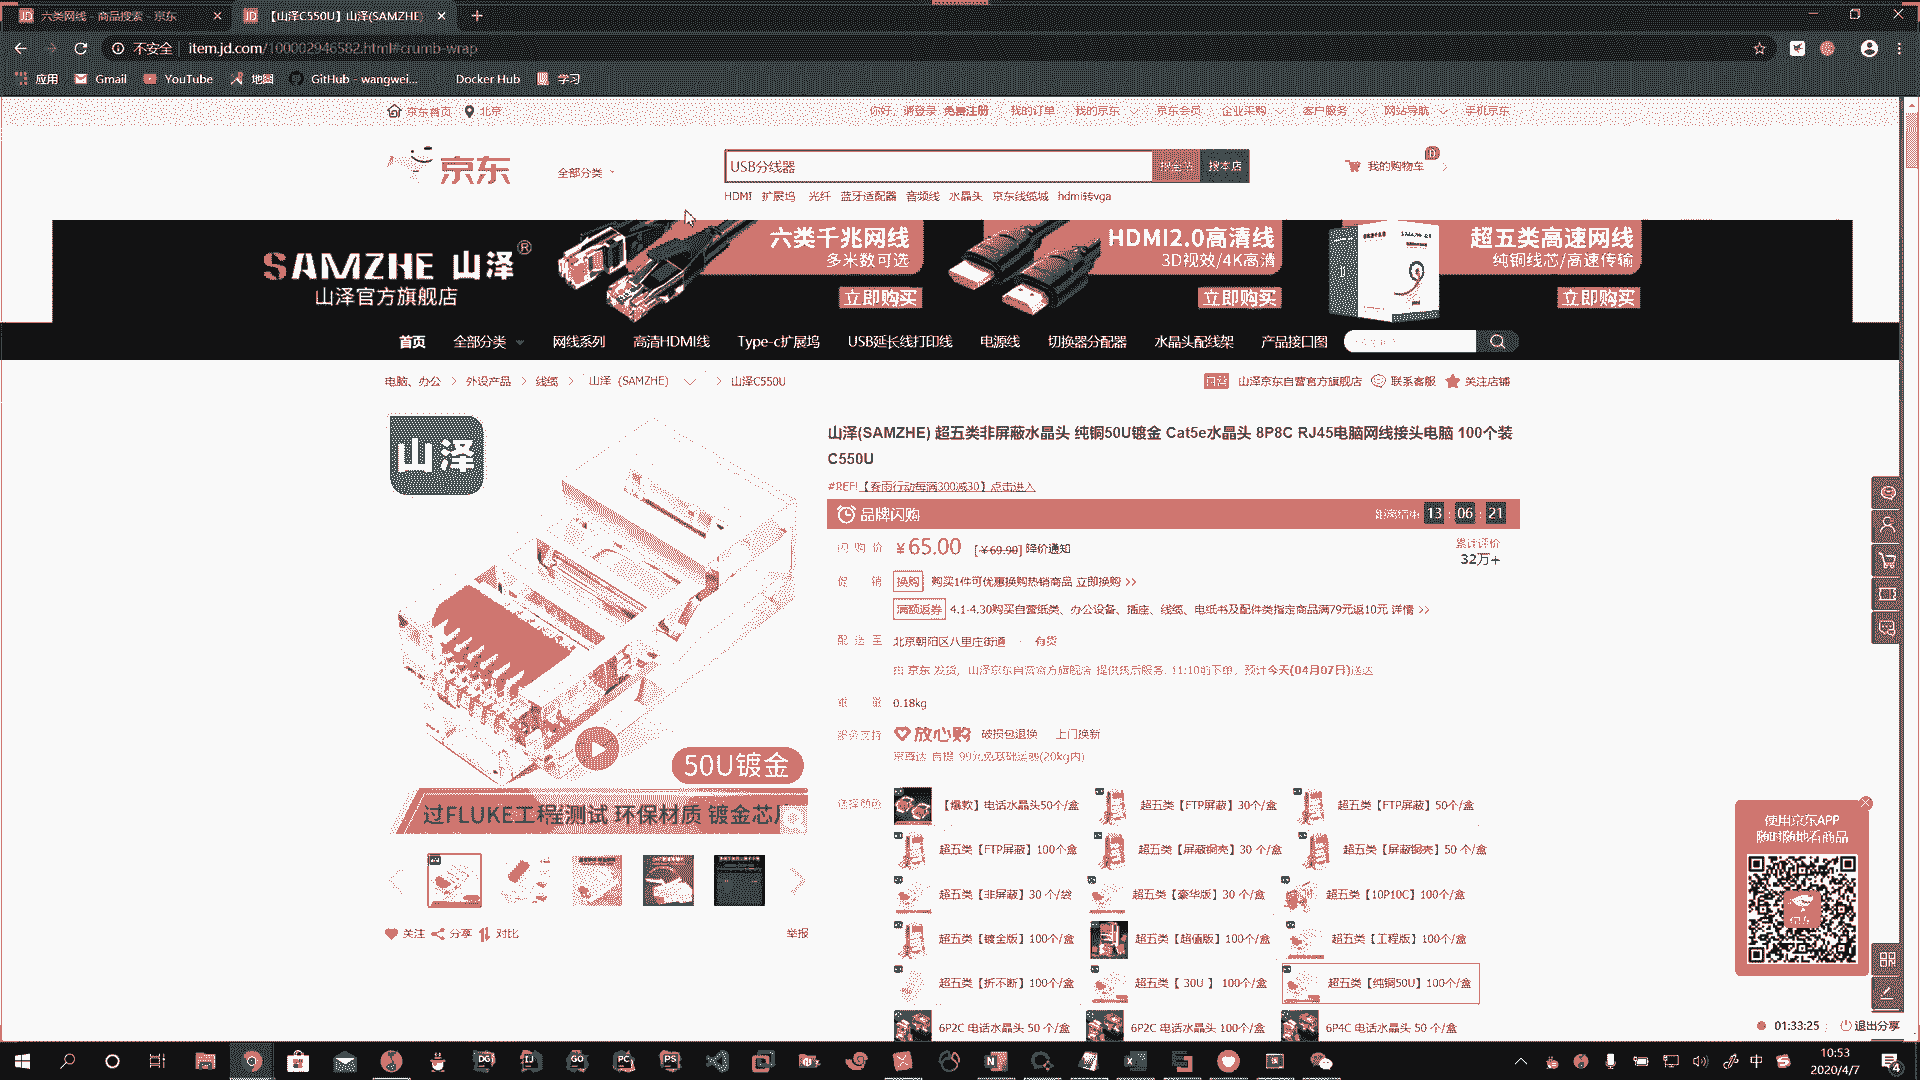 六类网线 - 商品搜索 - 京东
【山泽C550U】山泽(SAMZHE)
不安全
item.jd.com/100002946582.html#crumb-wrap
应用
Gmail
YouTube
地图
GitHub - wangwei...
Docker Hub
学习
京东首页
北京
你好，请登录 免费注册
我的订单
我的京东
京东会员
企业采购
客户服务
网站导航
手机京东
京东
全部分类
USB分线器
搜本店
我的购物车
0
HDMI 扩展坞 光纤 蓝牙适配器 音频线 水晶头 京东线缆城 hdmi转vga
SAMZHE 山泽®
山泽官方旗舰店
六类千兆网线
多米数可选
立即购买
HDMI2.0高清线
3D视效/4K高清
立即购买
超五类高速网线
纯铜线芯/高速传输
立即购买
首页 全部分类 网线系列 高清HDMI线 Type-c扩展坞 USB延长线打印线 电源线 切换器分配器 水晶头配线架 产品接口图
电脑、办公 > 外设产品 > 线缆 > 山泽（SAMZHE） > 山泽C550U
自营 山泽京东自营官方旗舰店 联系客服 关注店铺
山泽
50U镀金
过FLUKE工程测试 环保材质 镀金芯片
关注 分享 对比
举报
山泽(SAMZHE) 超五类非屏蔽水晶头 纯铜50U镀金 Cat5e水晶头 8P8C RJ45电脑网线接头电脑 100个装
C550U
#REF!【春雨行动每满300减30】点击进入
品牌闪购
距离结束 13 : 06 : 21
闪购价 ￥65.00 [￥69.90] 降价通知
累计评价
32万+
促销 换购 购买1件可优惠换购热销商品 立即换购 >>
满额返券 4.1-4.30购买自营纸类、办公设备、插座、线缆、电纸书及配件类指定商品满79元返10元 详情 >>
配送至 北京朝阳区八里庄街道 有货
由 京东 发货，山泽京东自营官方旗舰店 提供售后服务. 11:10前下单，预计今天(04月07日)送达
重量 0.18kg
服务支持 放心购 破损包退换 上门换新
京尊达 自提 99元免基础运费(20kg内)
选择颜色
【爆款】电话水晶头50个/盒
超五类【FTP屏蔽】30个/盒
超五类【FTP屏蔽】50个/盒
超五类【FTP屏蔽】100个/盒
超五类【屏蔽铜壳】30 个/盒
超五类【屏蔽铜壳】50 个/盒
超五类【非屏蔽】30 个/袋
超五类【豪华版】30 个/盒
超五类【10P10C】100个/盒
超五类【镀金版】100个/盒
超五类【超值版】100个/盒
超五类【工程版】100个/盒
超五类【折不断】100个/盒
超五类【 30U 】 100个/盒
超五类【纯铜50U】100个/盒
6P2C 电话水晶头 50 个/盒
6P2C 电话水晶头 100个/盒
6P4C 电话水晶头 50 个/盒
使用京东APP
随时随地看商品
01:33:25
退出分享
中
10:53
2020/4/7
4